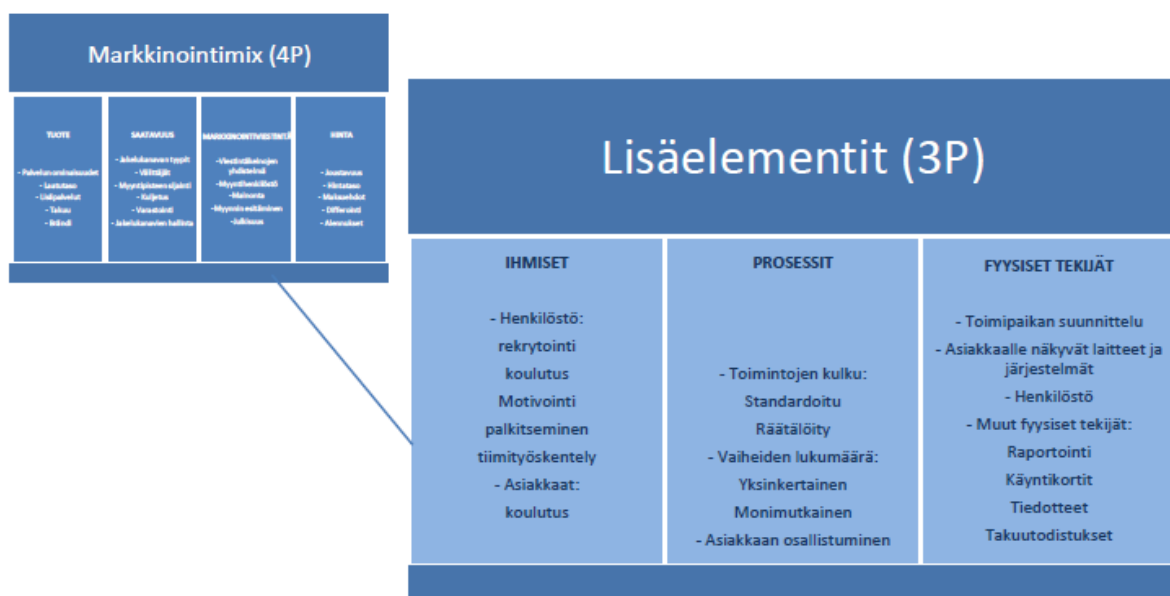 Markkinointimix (4P)
TUOTE
- Palvelun ominaisuudet
- Laatutaso
- Lisäpalvelut
- Takuu
- Brändi
SAATAVUUS
- Jakelukanavan tyypit
- Välittäjät
- Myyntipisteen sijainti
- Kuljetus
- Varastointi
- Jakelukanavien hallinta
MARKKINOINTIVIESTINTÄ
-Viestintäkeinojen
yhdistelmä
-Myyntihenkilöstö
-Mainonta
-Myynnin esitäminen
-Julkisuus
HINTA
- Joustavuus
- Hintataso
- Maksuehdot
- Differointi
- Alennukset
Lisäelementit (3P)
IHMISET
- Henkilöstö:
rekrytointi
koulutus
Motivointi
palkitseminen
tiimityöskentely
- Asiakkaat:
koulutus
PROSESSIT
- Toimintojen kulku:
Standardoitu
Räätälöity
- Vaiheiden lukumäärä:
Yksinkertainen
Monimutkainen
- Asiakkaan osallistuminen
FYYSISET TEKIJÄT
- Toimipaikan suunnittelu
- Asiakkaalle näkyvät laitteet ja
järjestelmät
- Henkilöstö
- Muut fyysiset tekijät:
Raportointi
Käyntikortit
Tiedotteet
Takuutodistukset